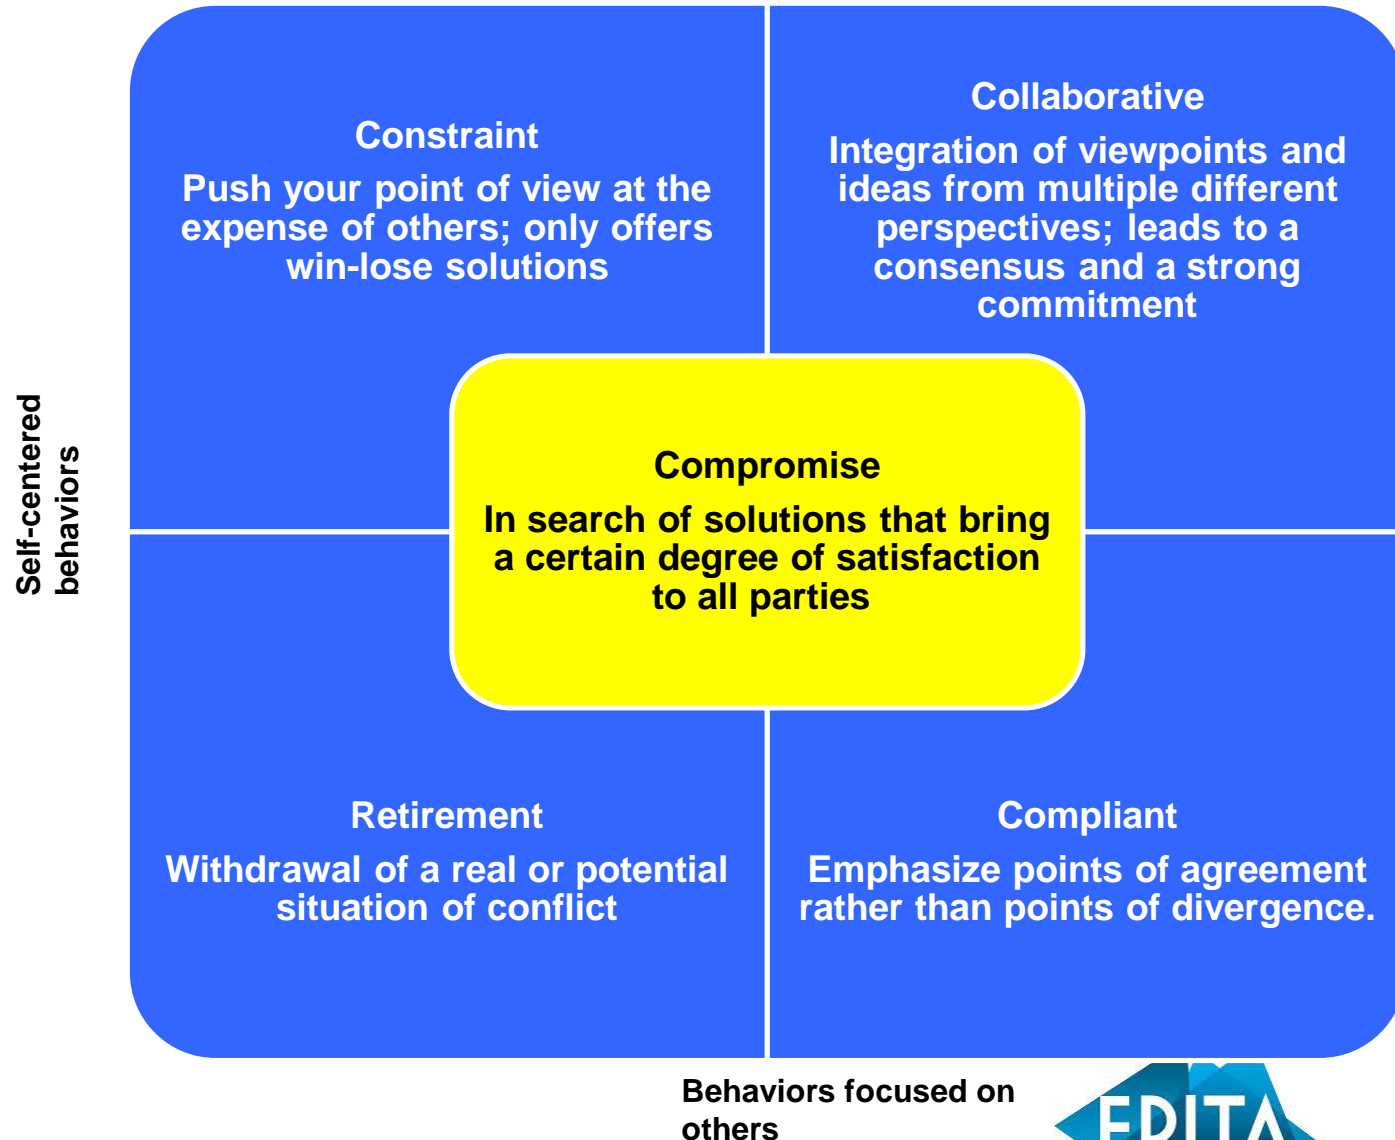 Constraint
Push your point of view at the
expense of others; only offers
win-lose solutions
Collaborative
Integration of viewpoints and
ideas from multiple different
perspectives; leads to a
consensus and a strong
commitment
Self-centered
behaviors
Compromise
In search of solutions that bring
a certain degree of satisfaction
to all parties
Retirement
Withdrawal of a real or potential
situation of conflict
Compliant
Emphasize points of agreement
rather than points of divergence.
Behaviors focused on
others
EPITA